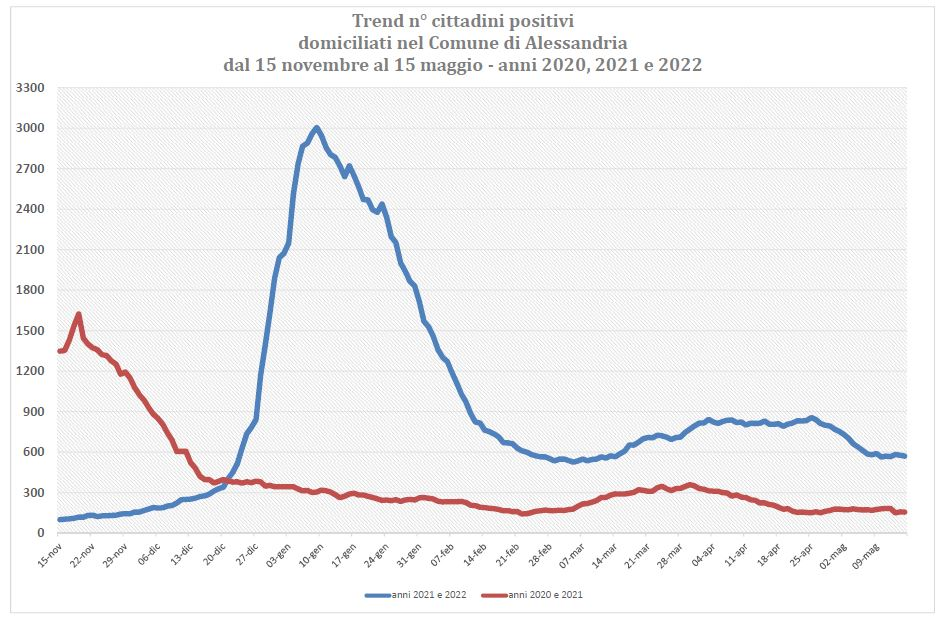 Trend n° cittadini positivi
domiciliati nel Comune di Alessandria
dal 15 novembre al 15 maggio - anni 2020, 2021 e 2022
3300
3000
2700
2400
2100
1800
1500
1200
900
600
300
0
15-nov
22-nov
29-nov
06-dic
13-dic
20-dic
27-dic
03-gen
10-gen
17-gen
24-gen
31-gen
07-feb
14-feb
21-feb
28-feb
07-mar
14-mar
21-mar
28-mar
04-apr
11-apr
18-apr
25-apr
02-mag
09-mag
anni 2021 e 2022
anni 2020 e 2021